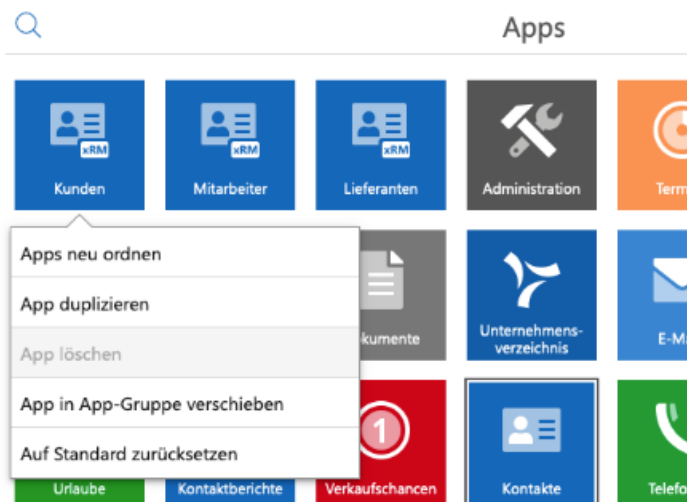 Apps
xRM
Kunden
xRM
Mitarbeiter
xRM
Lieferanten
Administration
Apps neu ordnen
App duplizieren
App löschen
App in App-Gruppe verschieben
Auf Standard zurücksetzen
Unternehmens-
verzeichnis
1
Urlaube
Kontaktberichte
Verkaufschancen
Kontakte